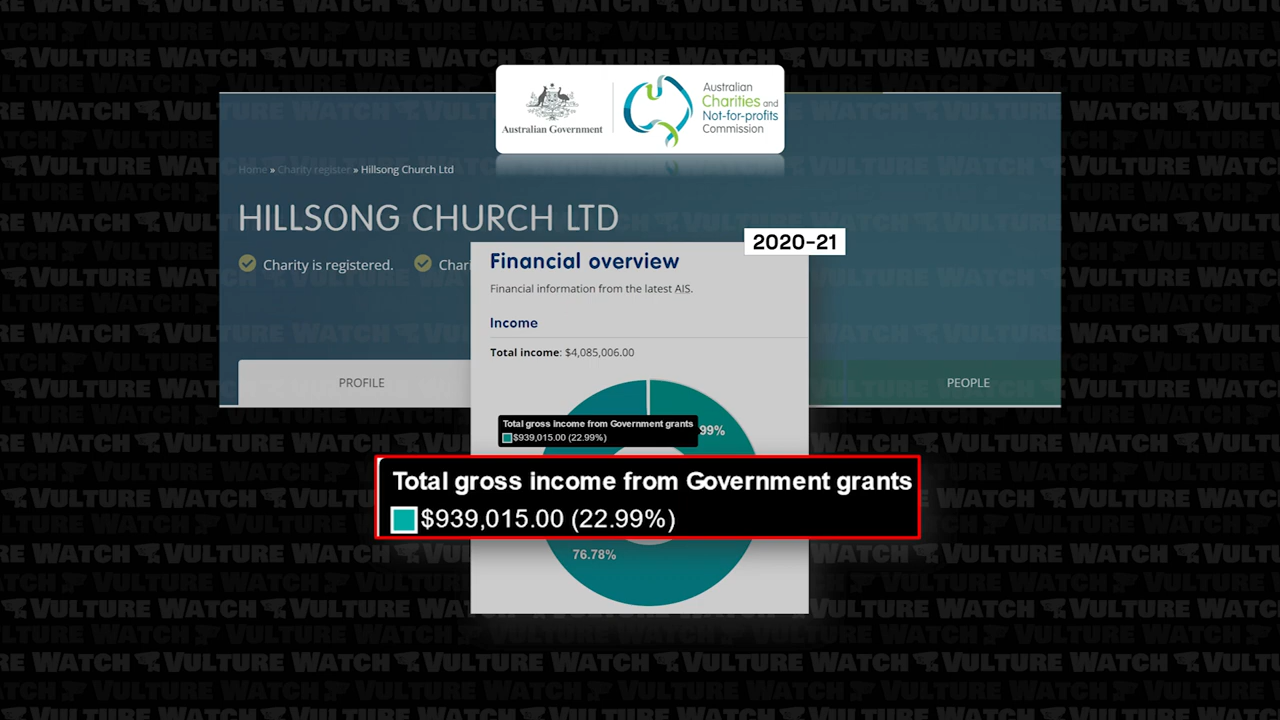 VULTURE WATCH
Australian Government
Australian
Charities and
Not-for-profits
Commission
Home » Charity register » Hillsong Church Ltd
HILLSONG CHURCH LTD
2020-21
Charity is registered.
Chari
Financial overview
Financial information from the latest AIS.
Income
Total income: $4,085,006.00
PROFILE
PEOPLE
Total gross income from Government grants
$939,015.00 (22.99%)
99%
Total gross income from Government grants
$939,015.00 (22.99%)
76.78%